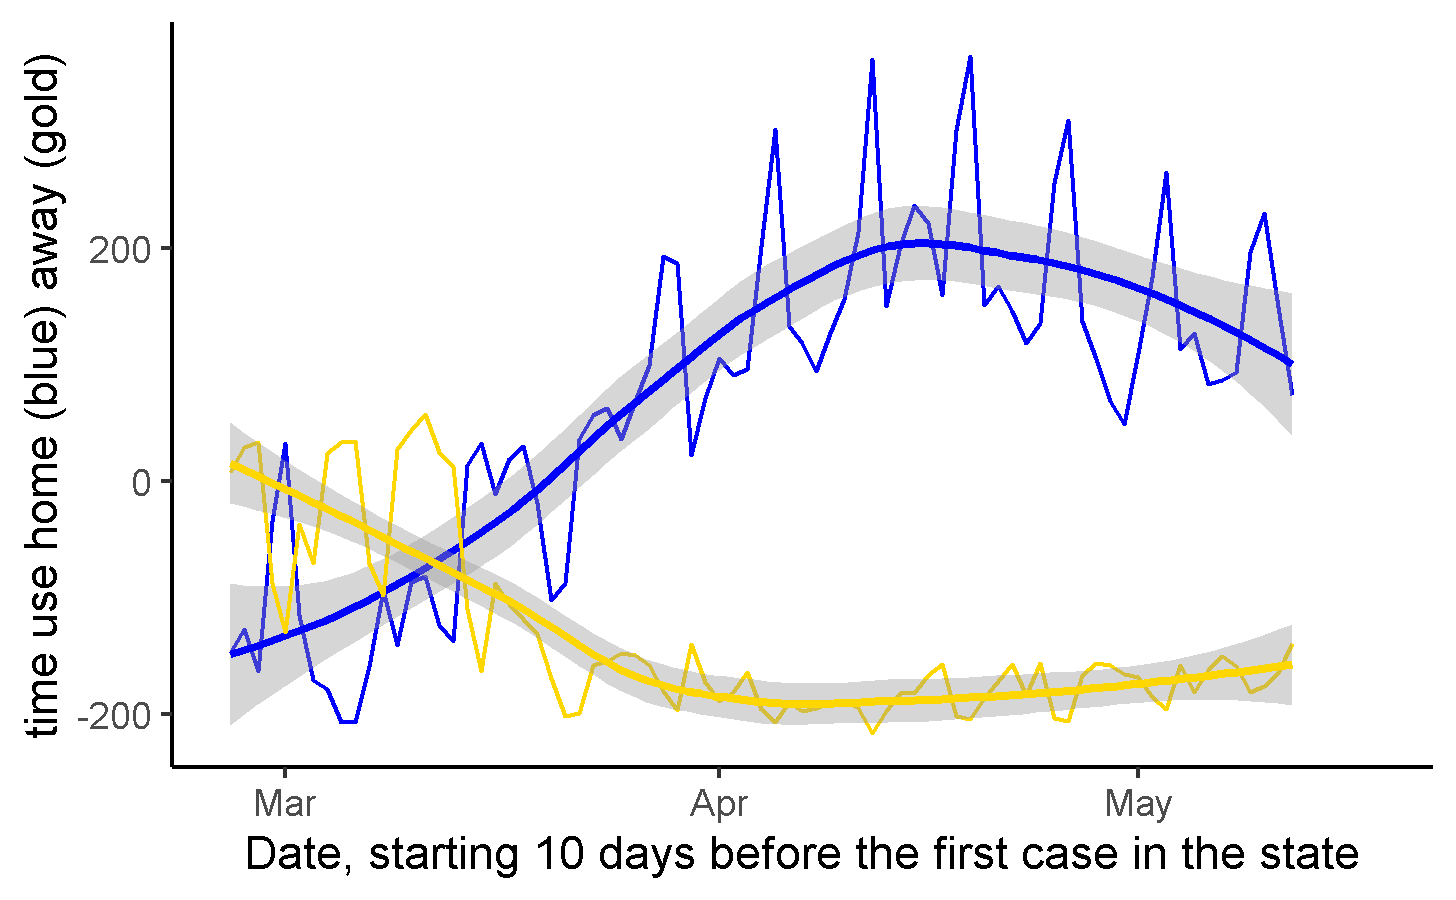 time use home (blue) away (gold)
200
0
-200
Mar
Apr
May
Date, starting 10 days before the first case in the state